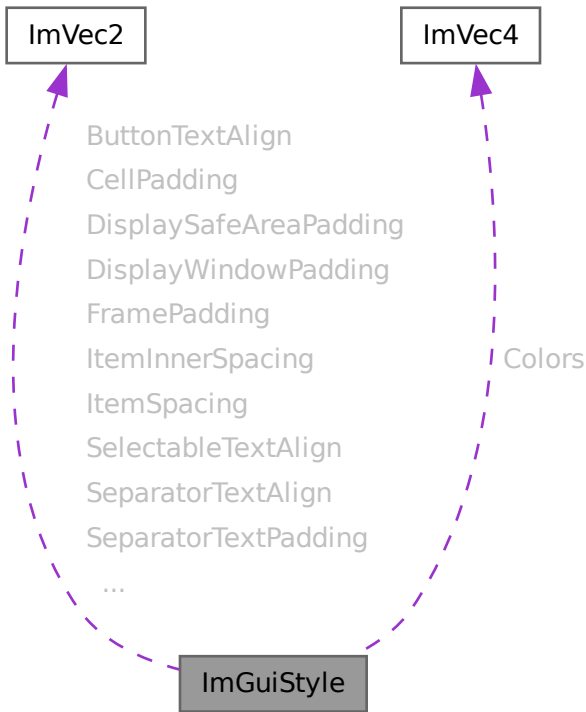 ImVec2
ImVec4
ButtonTextAlign
CellPadding
DisplaySafeAreaPadding
DisplayWindowPadding
FramePadding
ItemInnerSpacing
Colors
ItemSpacing
SelectableTextAlign
SeparatorTextAlign
SeparatorTextPadding
...
ImGuiStyle